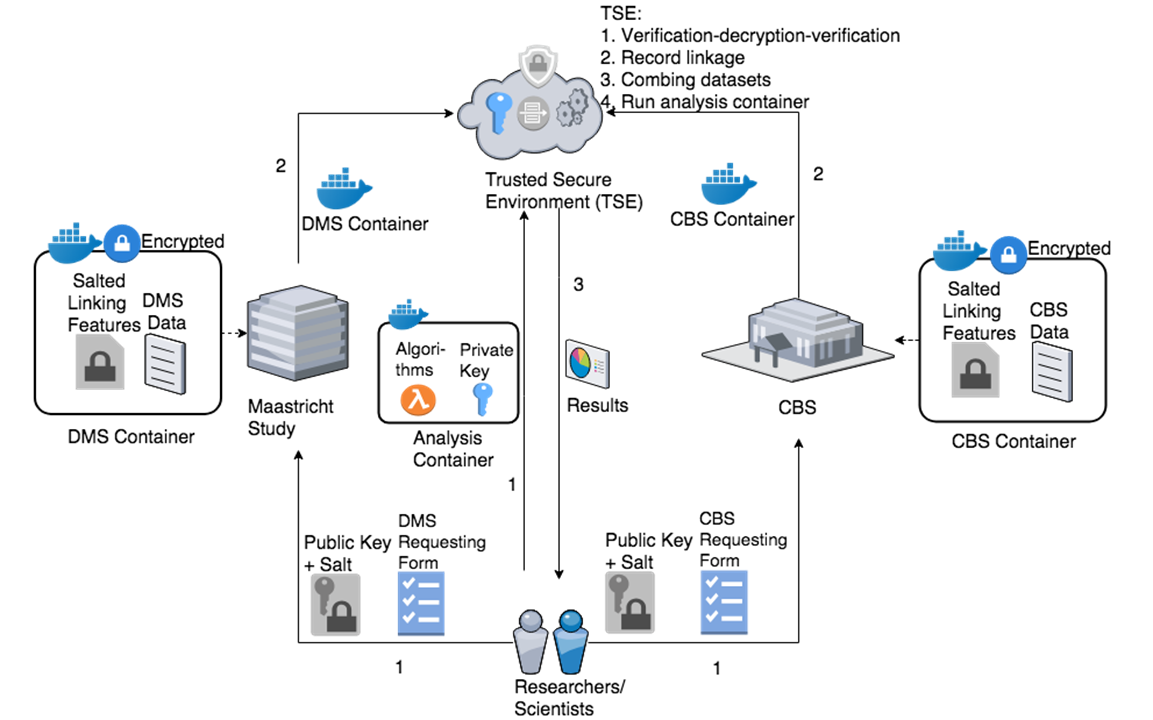 TSE:
1. Verification-decryption-verification
2. Record linkage
3. Combing datasets
4. Run analysis container
Trusted Secure
Environment (TSE)
2
DMS Container
CBS Container
2
Encrypted
Salted
Linking
Features
DMS
Data
DMS Container
Maastricht
Study
Algori-
thms
Private
Key
Analysis
Container
1
3
Results
CBS
Encrypted
Salted
Linking
Features
CBS
Data
CBS Container
Public Key
+ Salt
DMS
Requesting
Form
1
Public Key
+ Salt
CBS
Requesting
Form
1
Researchers/
Scientists